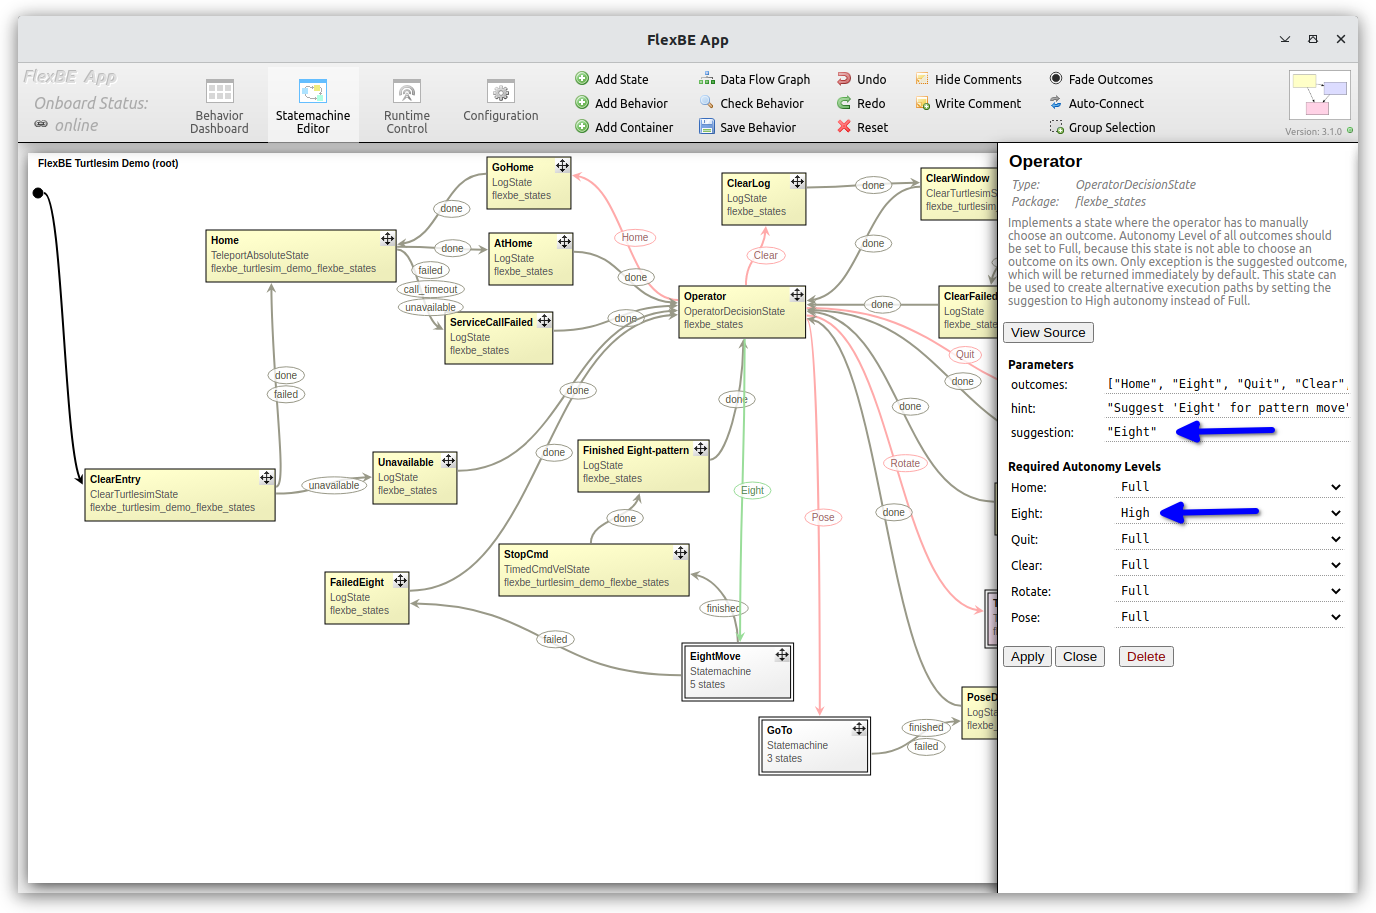 FlexBE App
FlexBE App
Onboard Status:
online
Behavior
Dashboard
Statemachine
Editor
Runtime
Control
Configuration
Add State
Add Behavior
Add Container
Data Flow Graph
Check Behavior
Save Behavior
Undo
Redo
Reset
Hide Comments
Write Comment
Fade Outcomes
Auto-Connect
Group Selection
Version: 3.1.0
FlexBE Turtlesim Demo (root)
GoHome
LogState
flexbe_states
done
Home
TeleportAbsoluteState
flexbe_turtlesim_demo_flexbe_states
done
AtHome
LogState
flexbe_states
failed
call_timeout
unavailable
ServiceCallFailed
LogState
flexbe_states
Home
done
done
ClearLog
LogState
flexbe_states
Clear
done
ClearWindow
ClearTurtlesimS
flexbe_turtlesim
done
Operator
OperatorDecisionState
flexbe_states
done
ClearFailed
LogState
flexbe_state
Quit
done
done
Rotate
done
done
failed
done
done
done
ClearEntry
ClearTurtlesimState
flexbe_turtlesim_demo_flexbe_states
unavailable
Unavailable
LogState
flexbe_states
Finished Eight-pattern
LogState
flexbe_states
done
Eight
Pose
StopCmd
TimedCmdVelState
flexbe_turtlesim_demo_flexbe_states
FailedEight
LogState
flexbe_states
finished
failed
EightMove
Statemachine
5 states
GoTo
Statemachine
3 states
finished
failed
PoseD
LogSta
flexbe_
Operator
Type: OperatorDecisionState
Package: flexbe_states
Implements a state where the operator has to manually
choose an outcome. Autonomy Level of all outcomes should
be set to Full, because this state is not able to choose an
outcome on its own. Only exception is the suggested outcome,
which will be returned immediately by default. This state can
be used to create alternative execution paths by setting the
suggestion to High autonomy instead of Full.
View Source
Parameters
outcomes: ["Home", "Eight", "Quit", "Clear",
hint: "Suggest 'Eight' for pattern move"
suggestion: "Eight"
Required Autonomy Levels
Home: Full
Eight: High
Quit: Full
Clear: Full
Rotate: Full
Pose: Full
Apply
Close
Delete